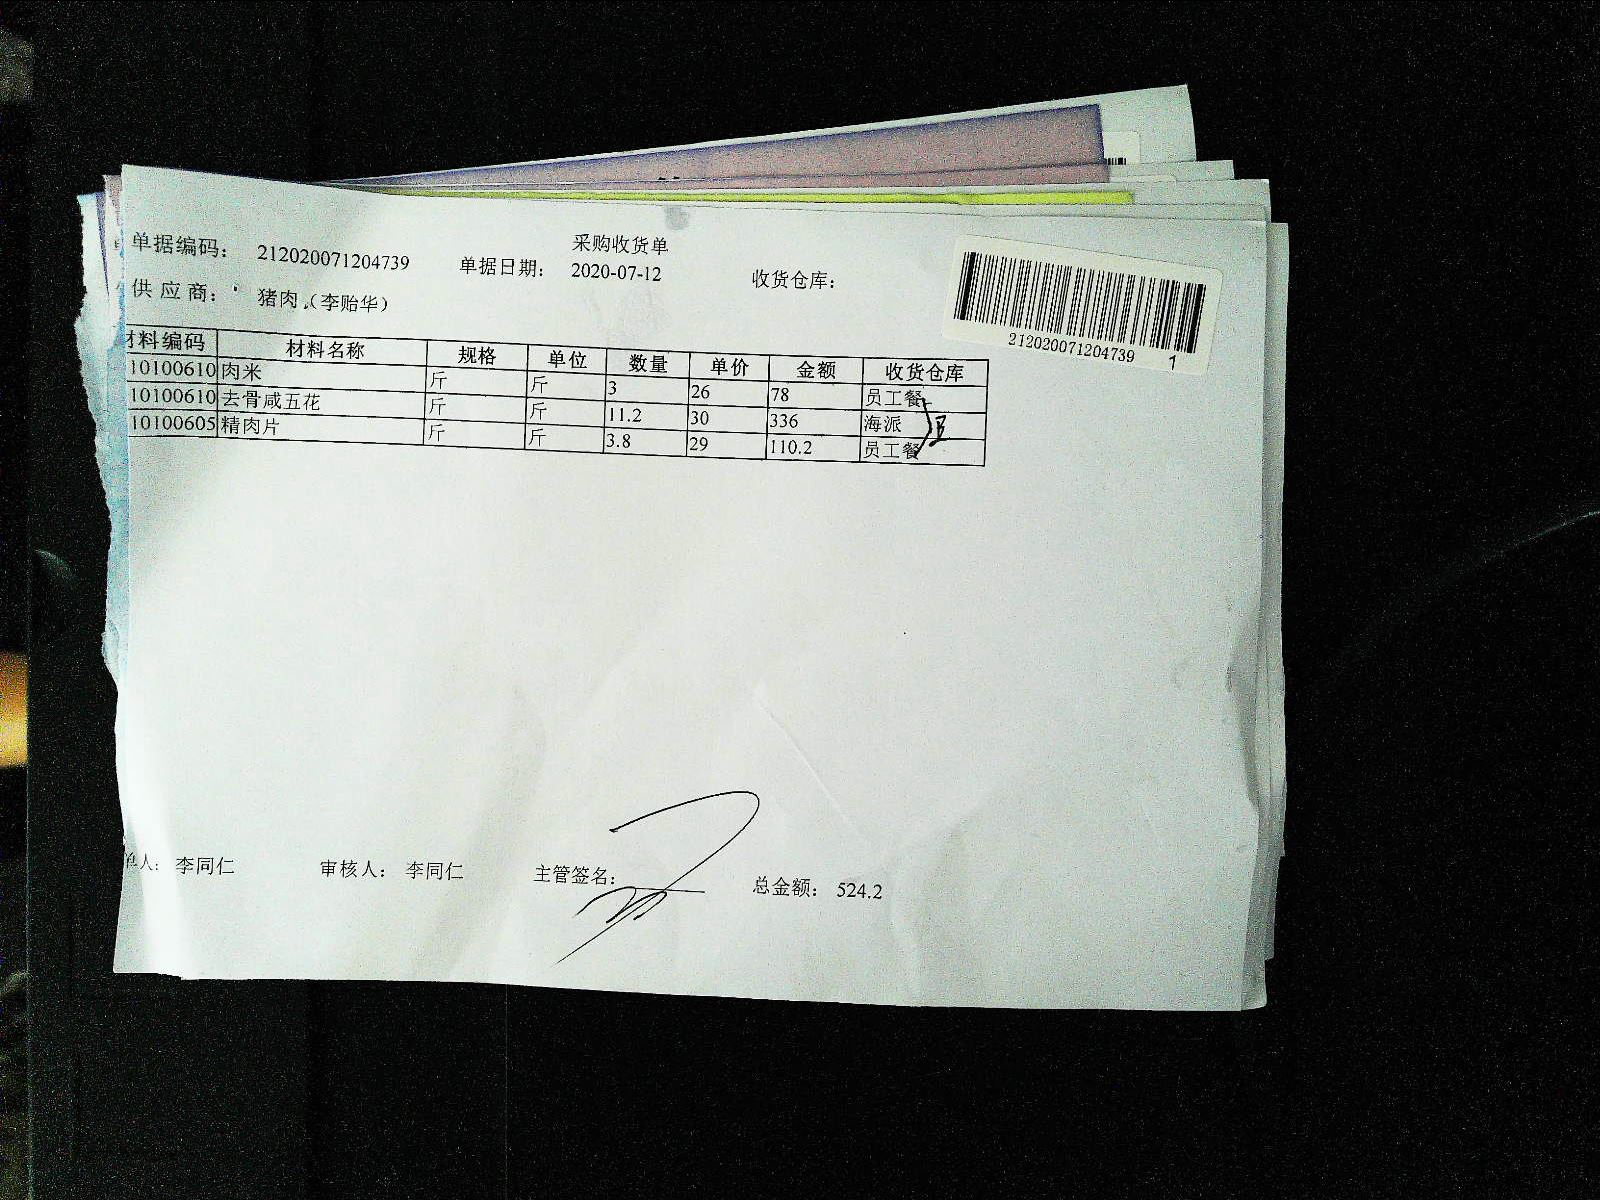 采购收货单
单据编码： 212020071204739 单据日期： 2020-07-12 收货仓库：
供应商： 猪肉（李贻华）
212020071204739 1
材料编码 材料名称 规格 单位 数量 单价 金额 收货仓库
10100610 肉米 斤 斤 3 26 78 员工餐
10100610 去骨咸五花 斤 斤 11.2 30 336 海派
10100605 精肉片 斤 斤 3.8 29 110.2 员工餐
单人： 李同仁 审核人： 李同仁 主管签名： 总金额： 524.2